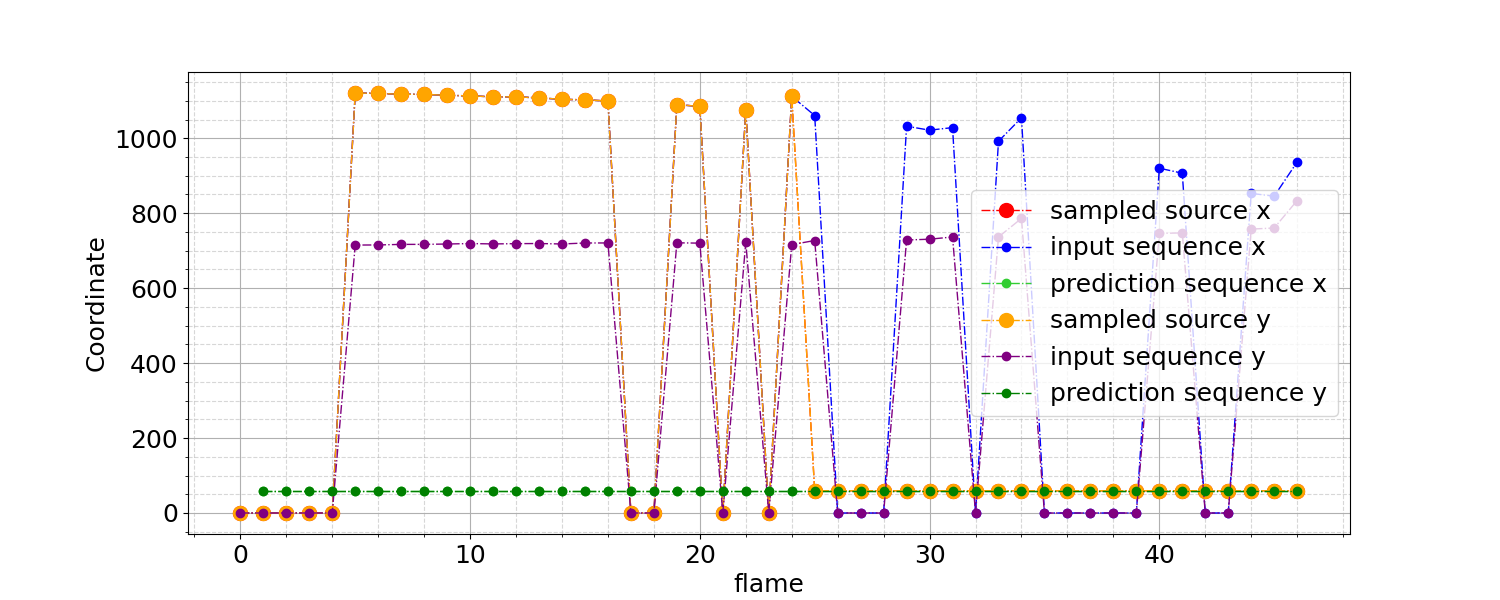 1000
800
600
400
200
0
Coordinate
sampled source x
input sequence x
prediction sequence x
sampled source y
input sequence y
prediction sequence y
0 10 20 30 40
flame